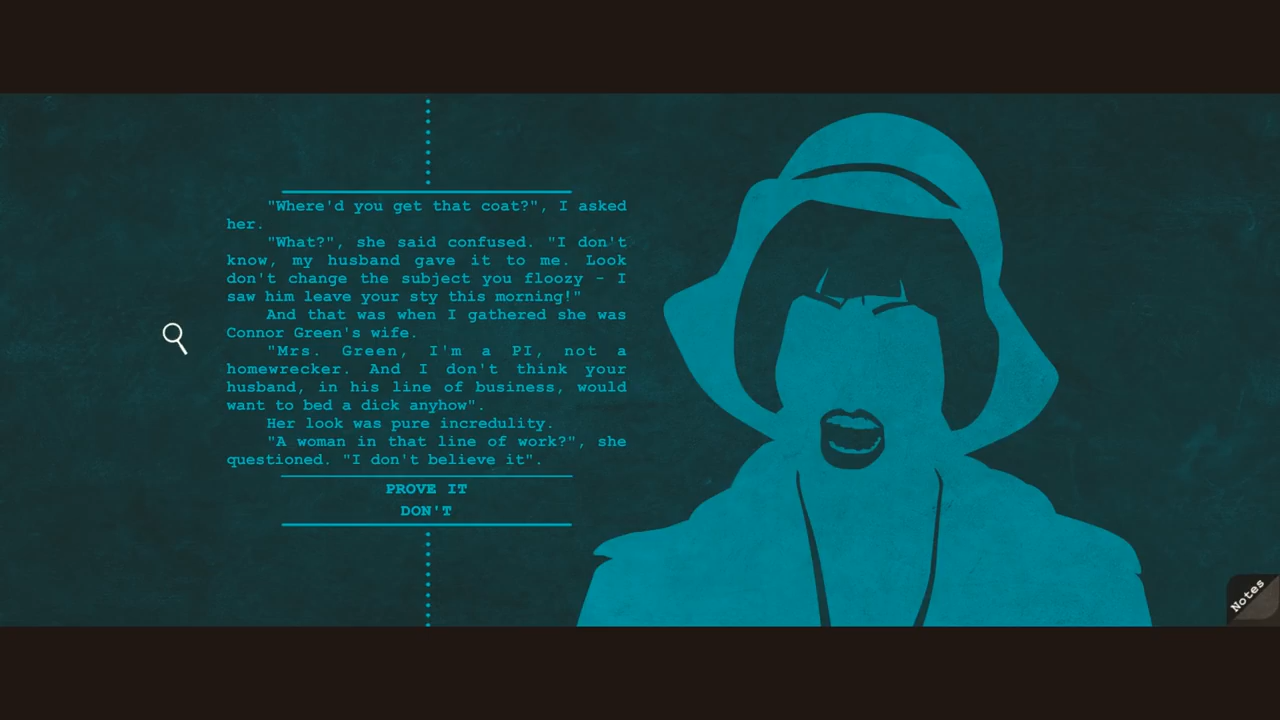 "Where'd you get that coat?", I asked
her.
"What?", she said confused. "I don't
know, my husband gave it to me. Look
don't change the subject you floozy - I
saw him leave your sty this morning!"
And that was when I gathered she was
Connor Green's wife.
"Mrs. Green, I'm a PI, not a
homewrecker. And I don't think your
husband, in his line of business, would
want to bed a dick anyhow".
Her look was pure incredulity.
"A woman in that line of work?", she
questioned. "I don't believe it".
PROVE IT
DON'T
Notes